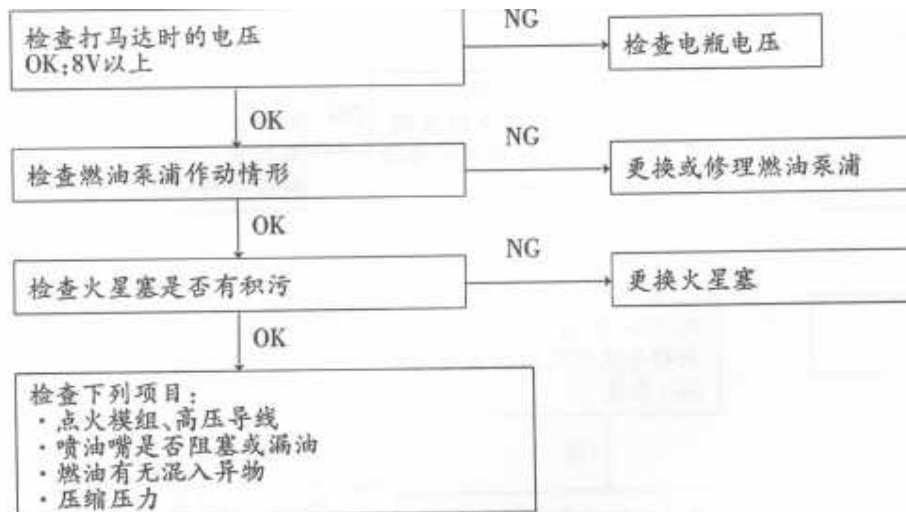 检查打马达时的电压
OK:8V以上
NG
检查电瓶电压
OK
检查燃油泵浦作动情形
NG
更换或修理燃油泵浦
OK
检查火星塞是否有积污
NG
更换火星塞
OK
检查下列项目:
·点火模组、高压导线
·喷油嘴是否阻塞或漏油
·燃油有无混入异物
·压缩压力